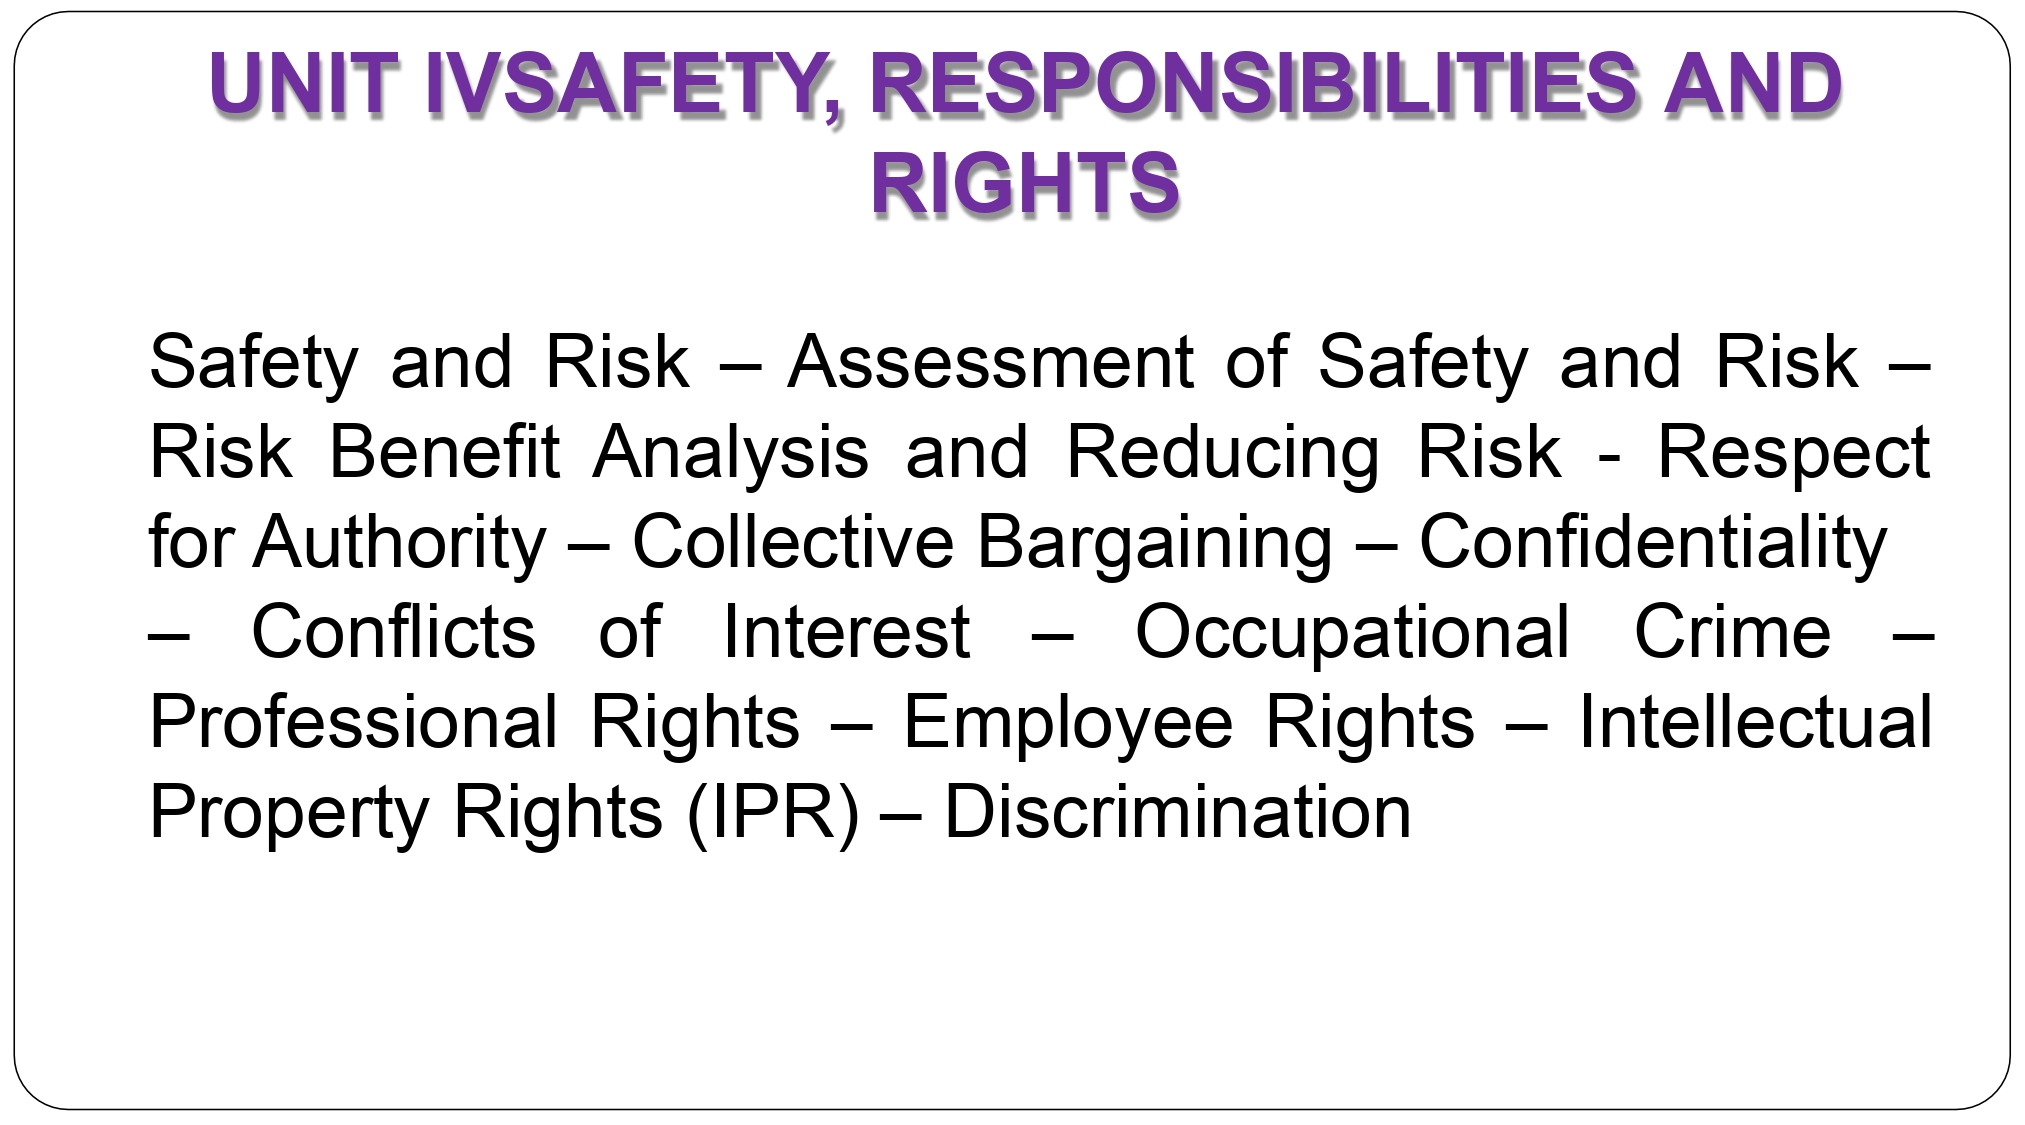 UNIT IVSAFETY, RESPONSIBILITIES AND
RIGHTS
Safety and Risk – Assessment of Safety and Risk –
Risk Benefit Analysis and Reducing Risk - Respect
for Authority – Collective Bargaining – Confidentiality
– Conflicts of Interest – Occupational Crime –
Professional Rights – Employee Rights – Intellectual
Property Rights (IPR) – Discrimination